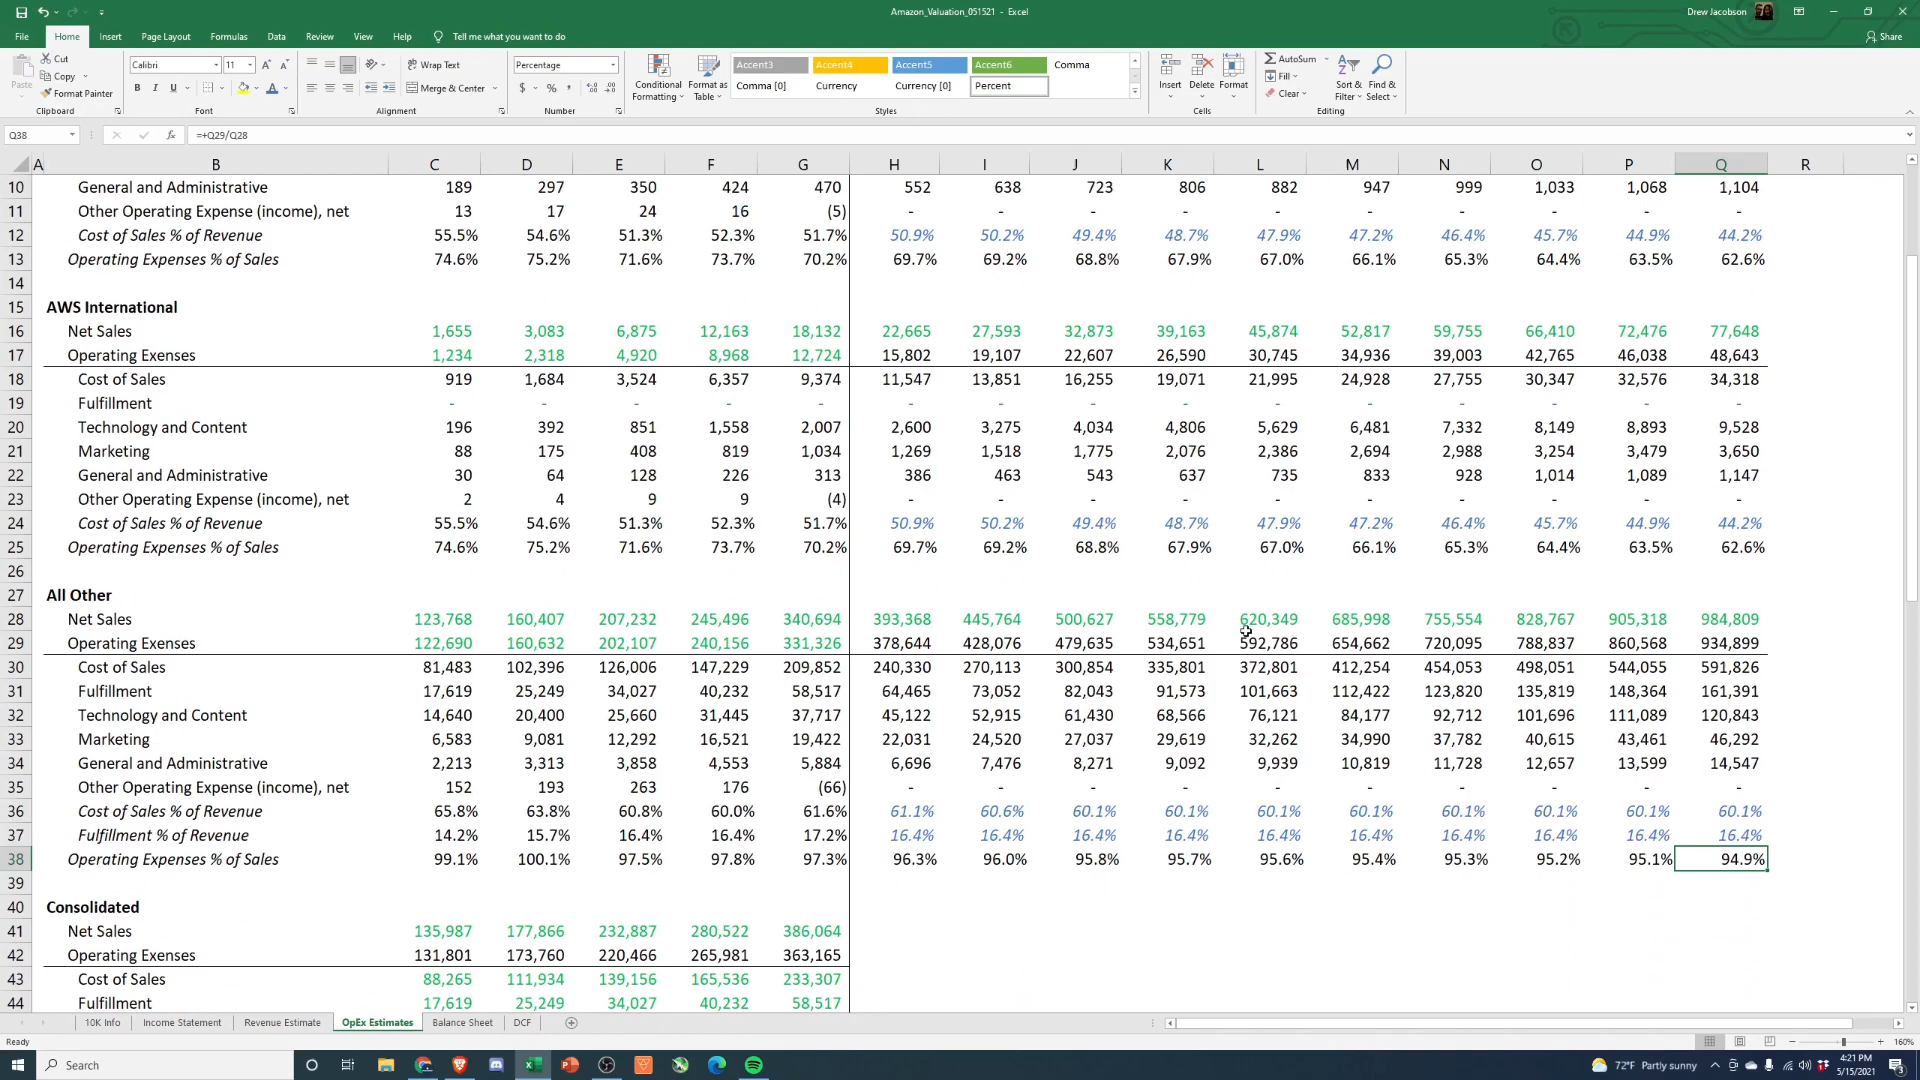 Amazon_Valuation_051521 - Excel
Drew Jacobson
File Home Insert Page Layout Formulas Data Review View Help Tell me what you want to do Share
Paste Cut Copy Format Painter
Calibri 11 A A
B I U
Wrap Text
Merge & Center
Percentage
$ % ,
Conditional Formatting
Format as Table
Accent3 Accent4 Accent5 Accent6 Comma
Comma [0] Currency Currency [0] Percent
Insert Delete Format
AutoSum
Fill
Clear
Sort & Filter
Find & Select
Clipboard Font Alignment Number Styles Cells Editing
Q38 fx =+Q29/Q28
A B C D E F G H I J K L M N O P Q R
10 General and Administrative 189 297 350 424 470 552 638 723 806 882 947 999 1,033 1,068 1,104
11 Other Operating Expense (income), net 13 17 24 16 (5) - - - - - - - - - -
12 Cost of Sales % of Revenue 55.5% 54.6% 51.3% 52.3% 51.7% 50.9% 50.2% 49.4% 48.7% 47.9% 47.2% 46.4% 45.7% 44.9% 44.2%
13 Operating Expenses % of Sales 74.6% 75.2% 71.6% 73.7% 70.2% 69.7% 69.2% 68.8% 67.9% 67.0% 66.1% 65.3% 64.4% 63.5% 62.6%
14
15 AWS International
16 Net Sales 1,655 3,083 6,875 12,163 18,132 22,665 27,593 32,873 39,163 45,874 52,817 59,755 66,410 72,476 77,648
17 Operating Exenses 1,234 2,318 4,920 8,968 12,724 15,802 19,107 22,607 26,590 30,745 34,936 39,003 42,765 46,038 48,643
18 Cost of Sales 919 1,684 3,524 6,357 9,374 11,547 13,851 16,255 19,071 21,995 24,928 27,755 30,347 32,576 34,318
19 Fulfillment - - - - - - - - - - - - - - -
20 Technology and Content 196 392 851 1,558 2,007 2,600 3,275 4,034 4,806 5,629 6,481 7,332 8,149 8,893 9,528
21 Marketing 88 175 408 819 1,034 1,269 1,518 1,775 2,076 2,386 2,694 2,988 3,254 3,479 3,650
22 General and Administrative 30 64 128 226 313 386 463 543 637 735 833 928 1,014 1,089 1,147
23 Other Operating Expense (income), net 2 4 9 9 (4) - - - - - - - - - -
24 Cost of Sales % of Revenue 55.5% 54.6% 51.3% 52.3% 51.7% 50.9% 50.2% 49.4% 48.7% 47.9% 47.2% 46.4% 45.7% 44.9% 44.2%
25 Operating Expenses % of Sales 74.6% 75.2% 71.6% 73.7% 70.2% 69.7% 69.2% 68.8% 67.9% 67.0% 66.1% 65.3% 64.4% 63.5% 62.6%
26
27 All Other
28 Net Sales 123,768 160,407 207,232 245,496 340,694 393,368 445,764 500,627 558,779 620,349 685,998 755,554 828,767 905,318 984,809
29 Operating Exenses 122,690 160,632 202,107 240,156 331,326 378,644 428,076 479,635 534,651 592,786 654,662 720,095 788,837 860,568 934,899
30 Cost of Sales 81,483 102,396 126,006 147,229 209,852 240,330 270,113 300,854 335,801 372,801 412,254 454,053 498,051 544,055 591,826
31 Fulfillment 17,619 25,249 34,027 40,232 58,517 64,465 73,052 82,043 91,573 101,663 112,422 123,820 135,819 148,364 161,391
32 Technology and Content 14,640 20,400 25,660 31,445 37,717 45,122 52,915 61,430 68,566 76,121 84,177 92,712 101,696 111,089 120,843
33 Marketing 6,583 9,081 12,292 16,521 19,422 22,031 24,520 27,037 29,619 32,262 34,990 37,782 40,615 43,461 46,292
34 General and Administrative 2,213 3,313 3,858 4,553 5,884 6,696 7,476 8,271 9,092 9,939 10,819 11,728 12,657 13,599 14,547
35 Other Operating Expense (income), net 152 193 263 176 (66) - - - - - - - - - -
36 Cost of Sales % of Revenue 65.8% 63.8% 60.8% 60.0% 61.6% 61.1% 60.6% 60.1% 60.1% 60.1% 60.1% 60.1% 60.1% 60.1% 60.1%
37 Fulfillment % of Revenue 14.2% 15.7% 16.4% 16.4% 17.2% 16.4% 16.4% 16.4% 16.4% 16.4% 16.4% 16.4% 16.4% 16.4% 16.4%
38 Operating Expenses % of Sales 99.1% 100.1% 97.5% 97.8% 97.3% 96.3% 96.0% 95.8% 95.7% 95.6% 95.4% 95.3% 95.2% 95.1% 94.9%
39
40 Consolidated
41 Net Sales 135,987 177,866 232,887 280,522 386,064
42 Operating Exenses 131,801 173,760 220,466 265,981 363,165
43 Cost of Sales 88,265 111,934 139,156 165,536 233,307
44 Fulfillment 17,619 25,249 34,027 40,232 58,517
10K Info Income Statement Revenue Estimate OpEx Estimates Balance Sheet DCF
Ready 160%
Search 72°F Partly sunny 4:21 PM
5/15/2021